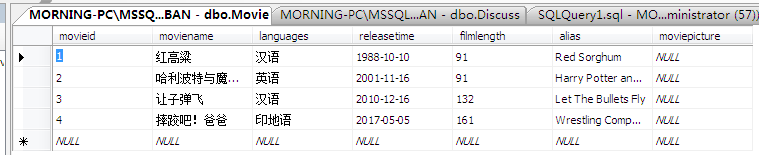 MORNING-PC\MSSQ...BAN - dbo.Movie MORNING-PC\MSSQL...AN - dbo.Discuss SQLQuery1.sql - MO...ministrator (57))
movieid moviename languages releasetime filmlength alias moviepicture
1 红高粱 汉语 1988-10-10 91 Red Sorghum NULL
2 哈利波特与魔... 英语 2001-11-16 91 Harry Potter an... NULL
3 让子弹飞 汉语 2010-12-16 132 Let The Bullets Fly NULL
4 摔跤吧！爸爸 印地语 2017-05-05 161 Wrestling Comp... NULL
NULL NULL NULL NULL NULL NULL NULL